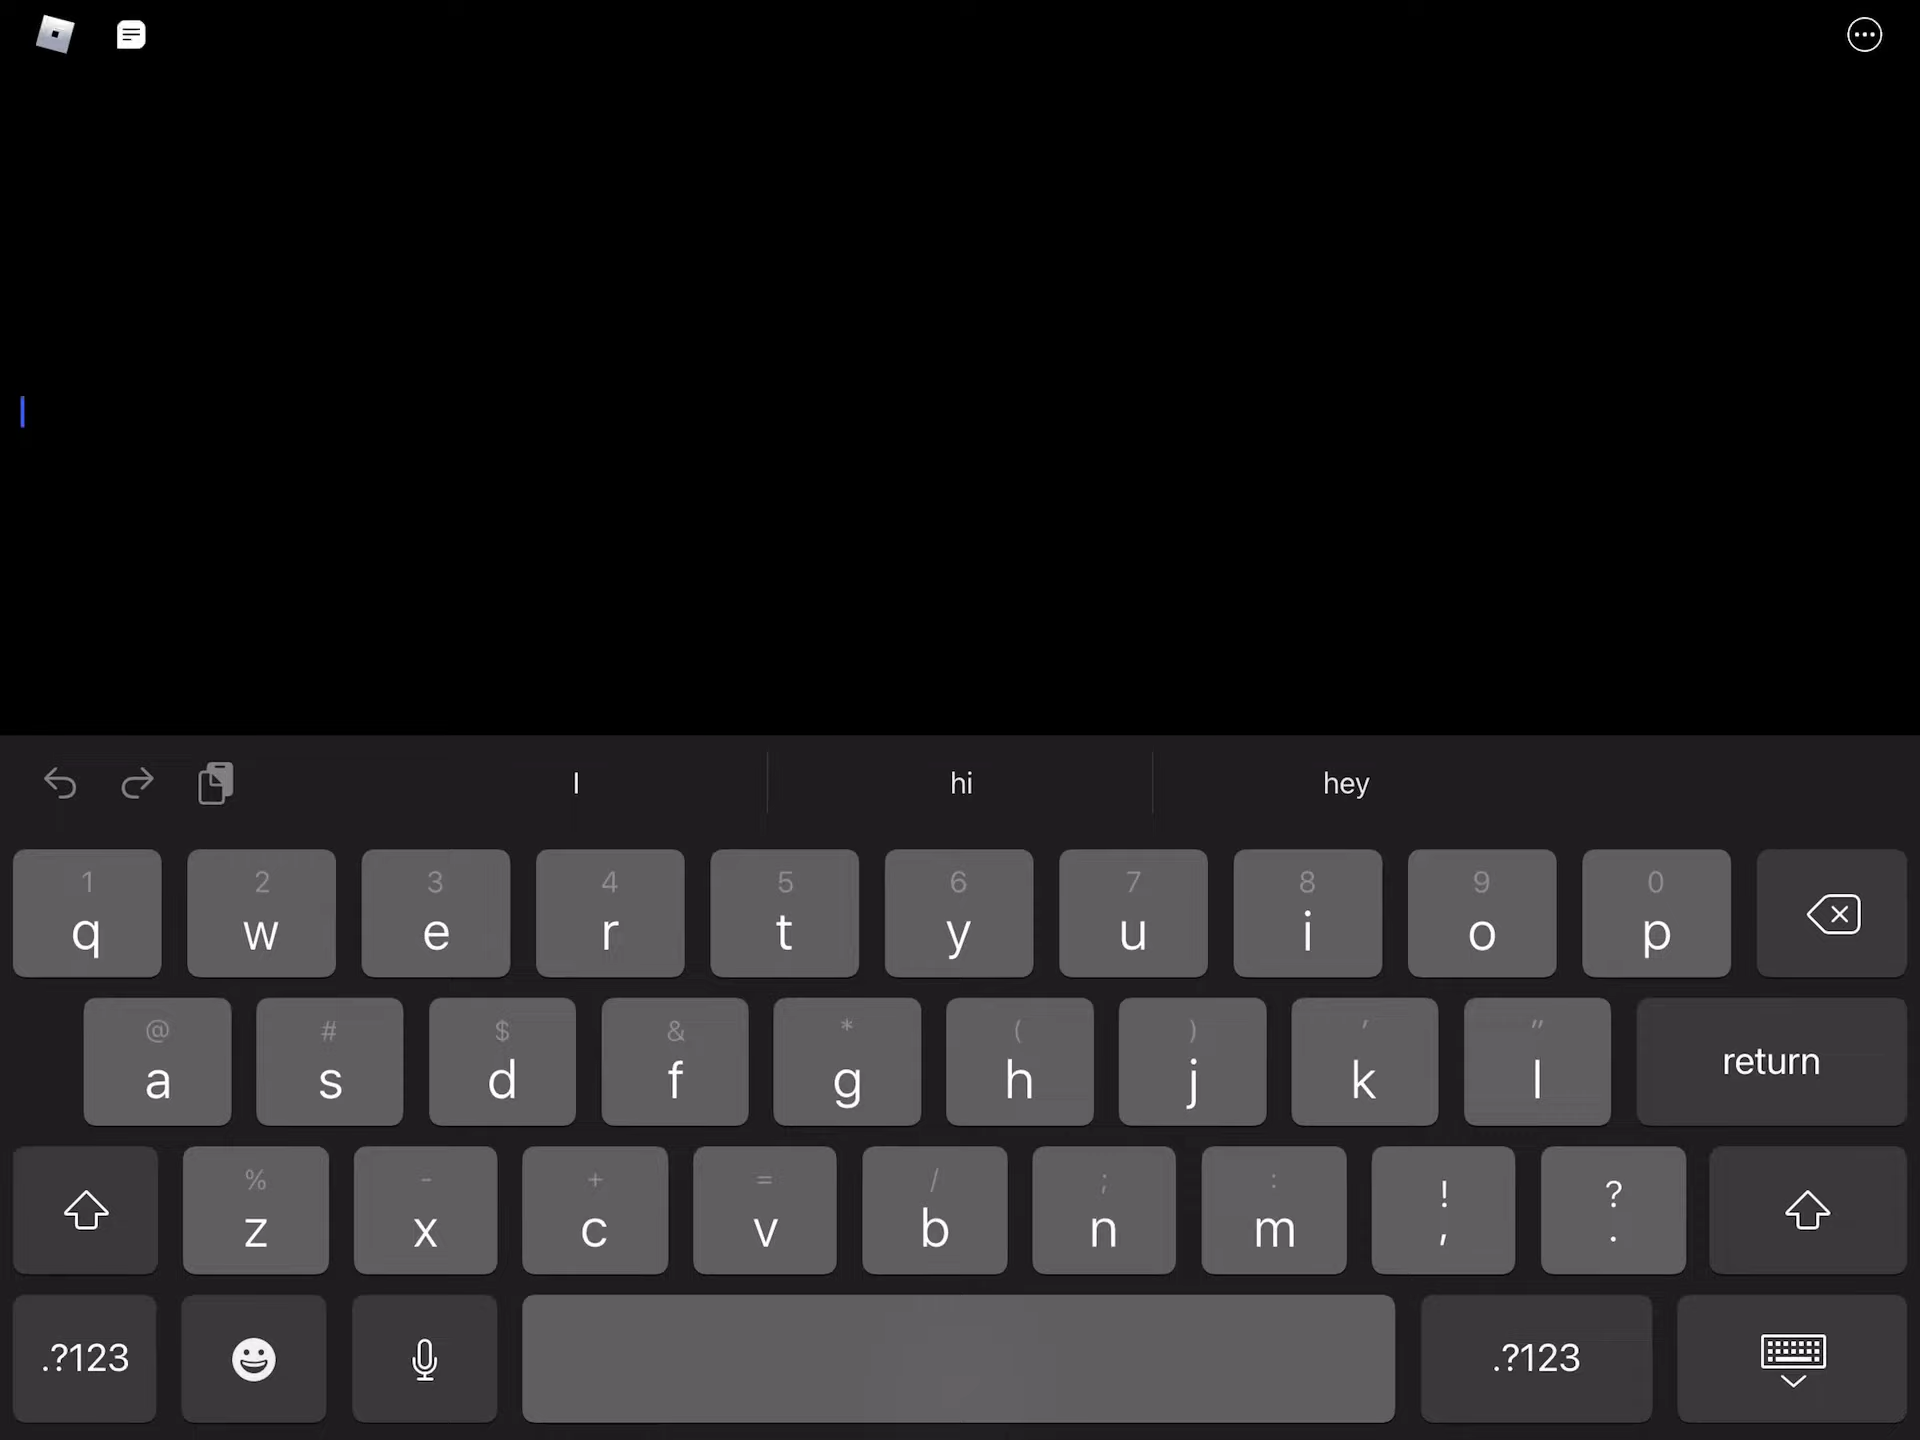 I hi hey
1 2 3 4 5 6 7 8 9 0
q w e r t y u i o p
@ # $ & * ( ) ' "
a s d f g h j k l return
% - + = / ; : ! ?
z x c v b n m , .
.?123 .?123